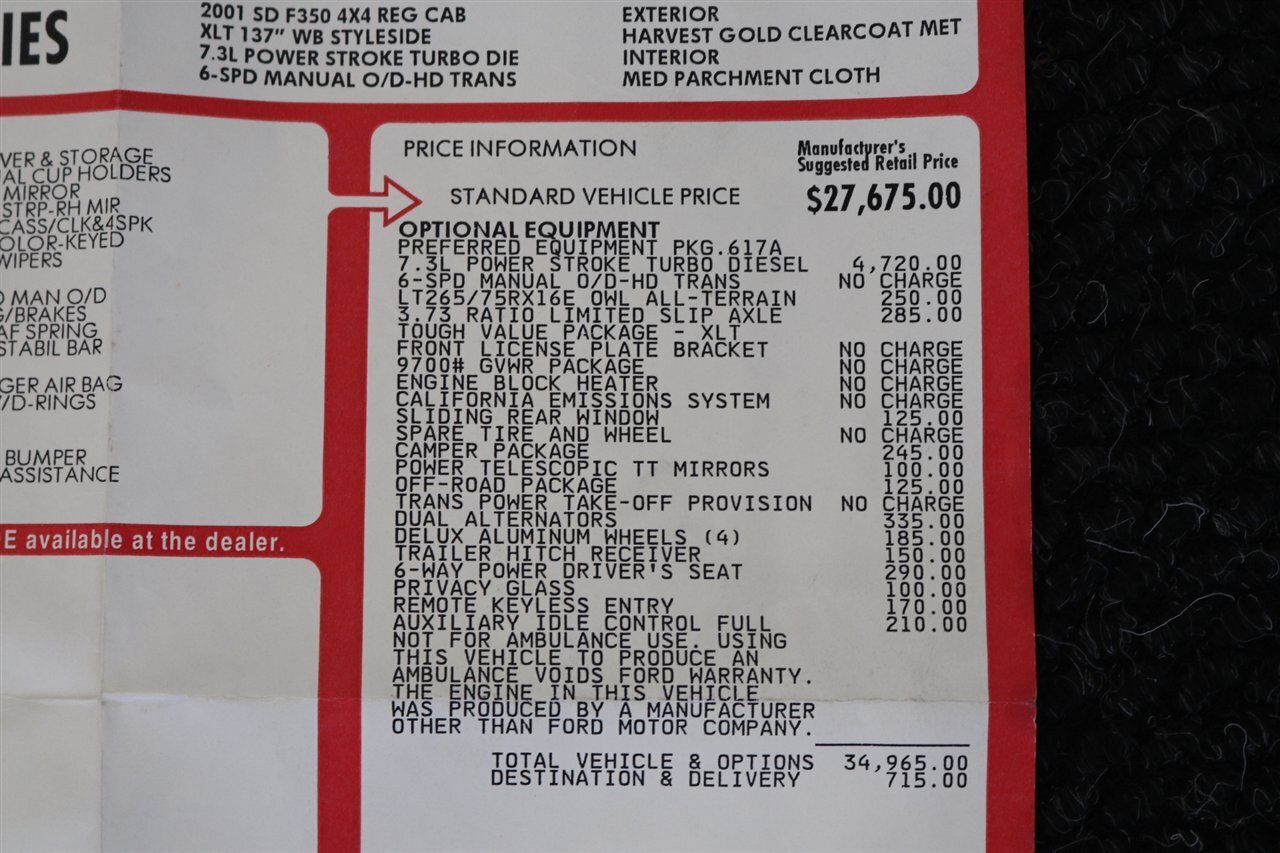 IES
2001 SD F350 4X4 REG CAB
XLT 137" WB STYLESIDE
7.3L POWER STROKE TURBO DIE
6-SPD MANUAL O/D-HD TRANS
EXTERIOR
HARVEST GOLD CLEARCOAT MET
INTERIOR
MED PARCHMENT CLOTH
VER & STORAGE
AL CUP HOLDERS
MIRROR
STRP-RH MIR
CASS/CLK&4SPK
OLOR-KEYED
WIPERS
MAN O/D
G/BRAKES
AF SPRING
STABIL BAR
GER AIR BAG
/D-RINGS
BUMPER
ASSISTANCE
E available at the dealer.
PRICE INFORMATION
Manufacturer's
Suggested Retail Price
STANDARD VEHICLE PRICE $27,675.00
OPTIONAL EQUIPMENT
PREFERRED EQUIPMENT PKG.617A
7.3L POWER STROKE TURBO DIESEL 4,720.00
6-SPD MANUAL O/D-HD TRANS NO CHARGE
LT265/75RX16E OWL ALL-TERRAIN 250.00
3.73 RATIO LIMITED SLIP AXLE 285.00
TOUGH VALUE PACKAGE - XLT
FRONT LICENSE PLATE BRACKET NO CHARGE
9700# GVWR PACKAGE NO CHARGE
ENGINE BLOCK HEATER NO CHARGE
CALIFORNIA EMISSIONS SYSTEM NO CHARGE
SLIDING REAR WINDOW 125.00
SPARE TIRE AND WHEEL NO CHARGE
CAMPER PACKAGE 245.00
POWER TELESCOPIC TT MIRRORS 100.00
OFF-ROAD PACKAGE 125.00
TRANS POWER TAKE-OFF PROVISION NO CHARGE
DUAL ALTERNATORS 335.00
DELUX ALUMINUM WHEELS (4) 185.00
TRAILER HITCH RECEIVER 150.00
6-WAY POWER DRIVER'S SEAT 290.00
PRIVACY GLASS 100.00
REMOTE KEYLESS ENTRY 170.00
AUXILIARY IDLE CONTROL FULL 210.00
NOT FOR AMBULANCE USE. USING
THIS VEHICLE TO PRODUCE AN
AMBULANCE VOIDS FORD WARRANTY.
THE ENGINE IN THIS VEHICLE
WAS PRODUCED BY A MANUFACTURER
OTHER THAN FORD MOTOR COMPANY.
TOTAL VEHICLE & OPTIONS 34,965.00
DESTINATION & DELIVERY 715.00